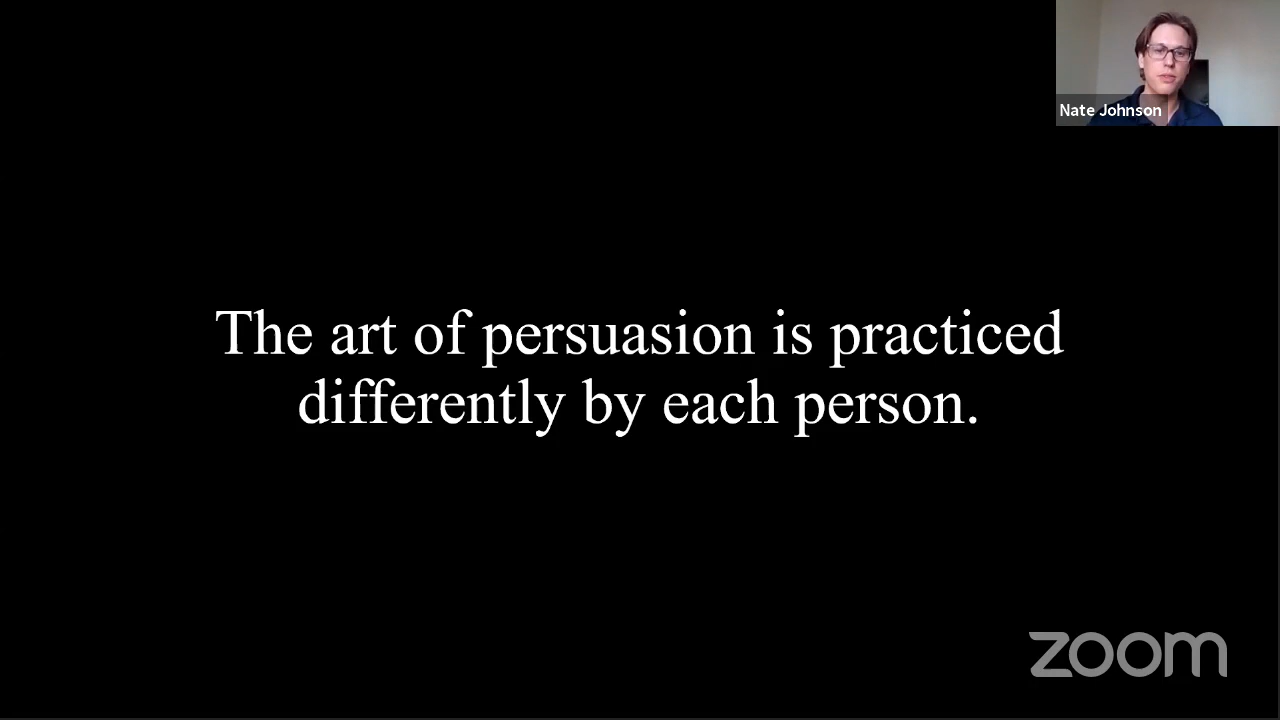 Nate Johnson
The art of persuasion is practiced
differently by each person.
zoom